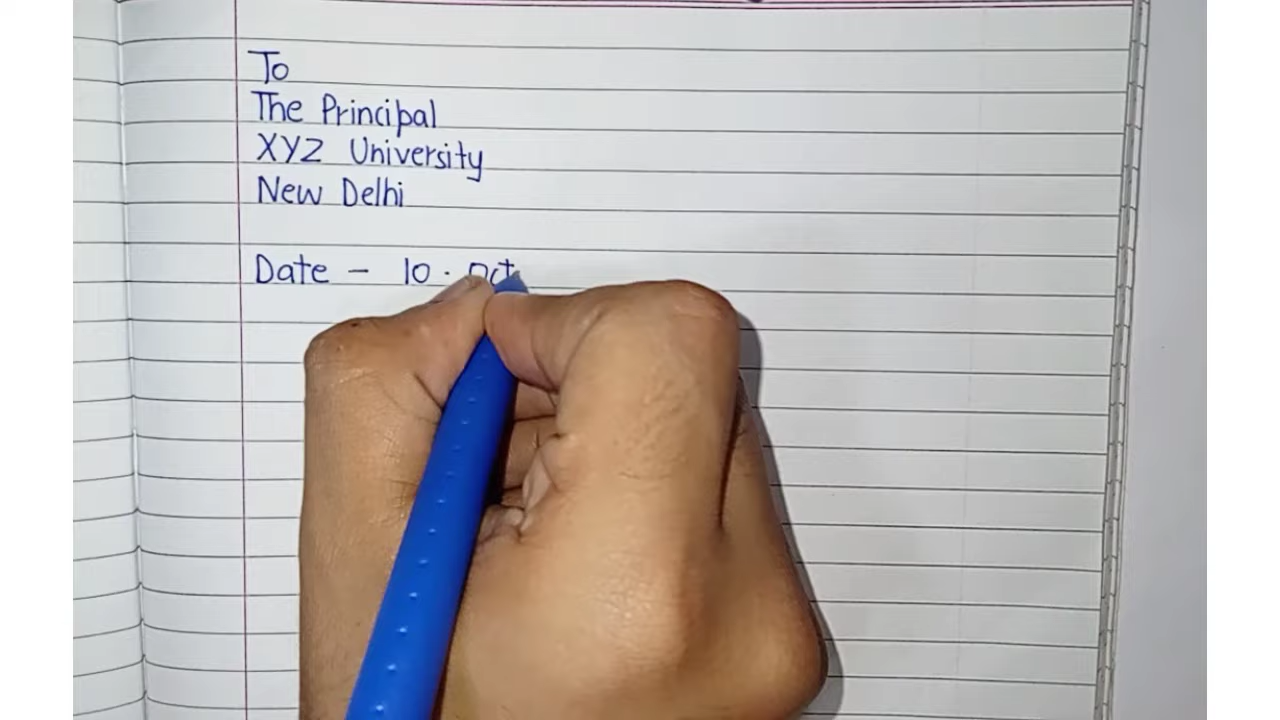 To
The Principal
XYZ University
New Delhi
Date - 10. Oct